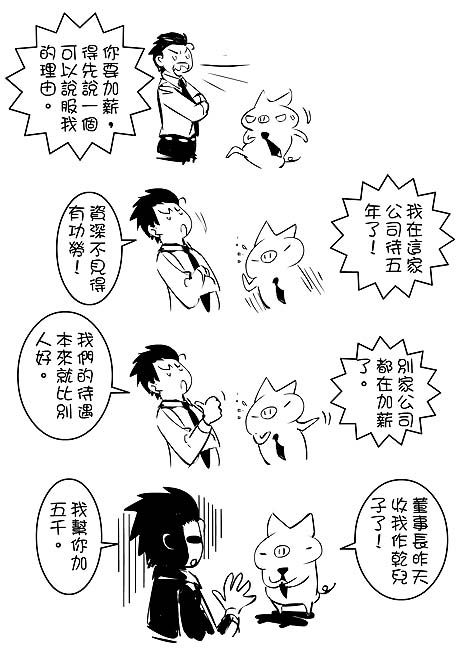 你要加薪，
得先說一個
可以說服我
的理由。
我在這家
公司待五
年了！
資深不見得
有功勞！
別家公司
都在加薪
了。
我們的待遇
本來就比別
人好。
董事長昨天
收我作乾兒
子了！
我幫你加
五千。